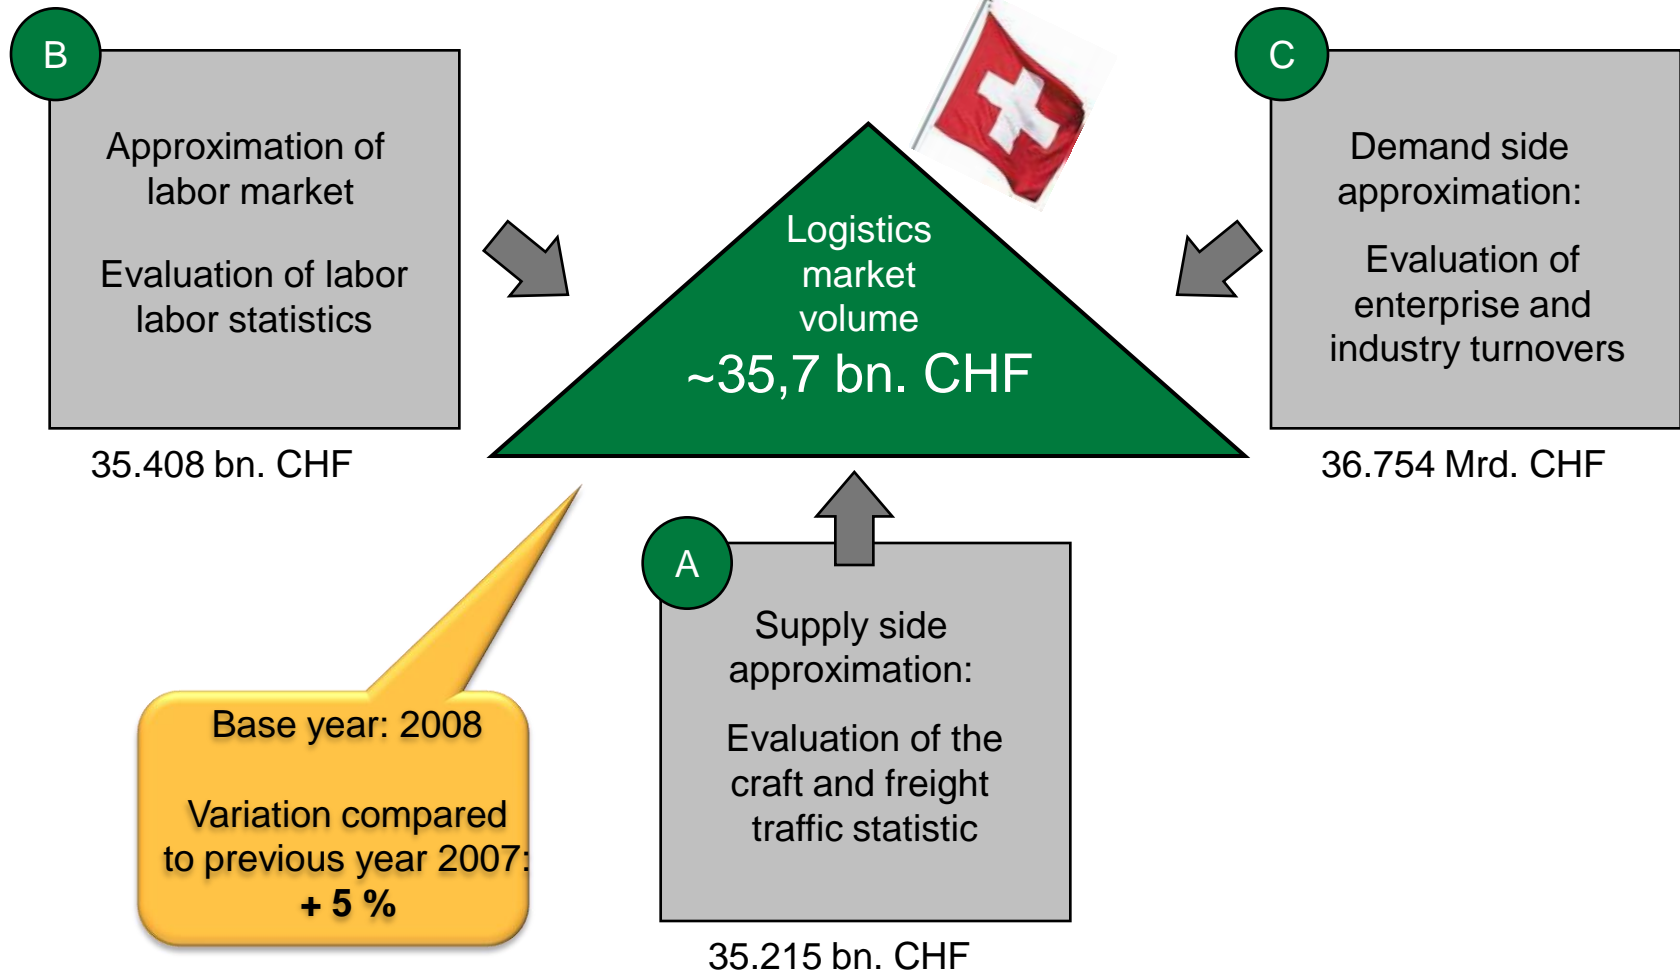 B
Approximation of
labor market
Evaluation of labor
labor statistics
35.408 bn. CHF
Logistics
market
volume
~35,7 bn. CHF
C
Demand side
approximation:
Evaluation of
enterprise and
industry turnovers
36.754 Mrd. CHF
A
Supply side
approximation:
Evaluation of the
craft and freight
traffic statistic
35.215 bn. CHF
Base year: 2008
Variation compared
to previous year 2007:
+ 5 %